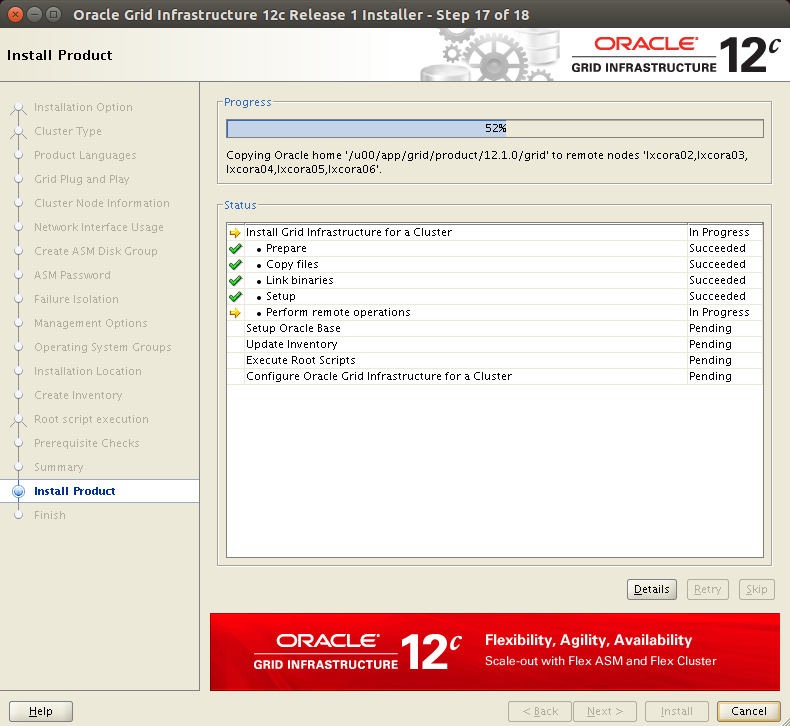 Oracle Grid Infrastructure 12c Release 1 Installer - Step 17 of 18
Install Product
ORACLE
GRID INFRASTRUCTURE 12c
Installation Option
Cluster Type
Product Languages
Grid Plug and Play
Cluster Node Information
Network Interface Usage
Create ASM Disk Group
ASM Password
Failure Isolation
Management Options
Operating System Groups
Installation Location
Create Inventory
Root script execution
Prerequisite Checks
Summary
Install Product
Finish
Progress
52%
Copying Oracle home '/u00/app/grid/product/12.1.0/grid' to remote nodes 'lxcora02,lxcora03,
lxcora04,lxcora05,lxcora06'.
Status
Install Grid Infrastructure for a Cluster In Progress
• Prepare Succeeded
• Copy files Succeeded
• Link binaries Succeeded
• Setup Succeeded
• Perform remote operations In Progress
Setup Oracle Base Pending
Update Inventory Pending
Execute Root Scripts Pending
Configure Oracle Grid Infrastructure for a Cluster Pending
Details Retry Skip
ORACLE
GRID INFRASTRUCTURE 12c
Flexibility, Agility, Availability
Scale-out with Flex ASM and Flex Cluster
Help < Back Next > Install Cancel